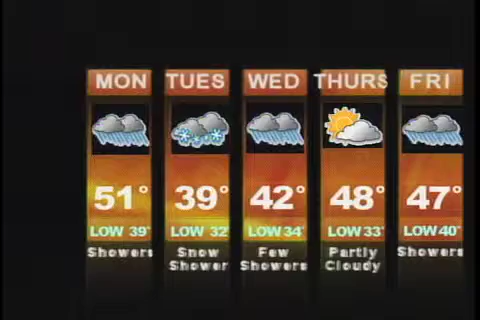 MON TUES WED THURS FRI
51° 39° 42° 48° 47°
LOW 39° LOW 32° LOW 34° LOW 33° LOW 40°
Showers Snow Few Partly Showers
Shower Showers Cloudy